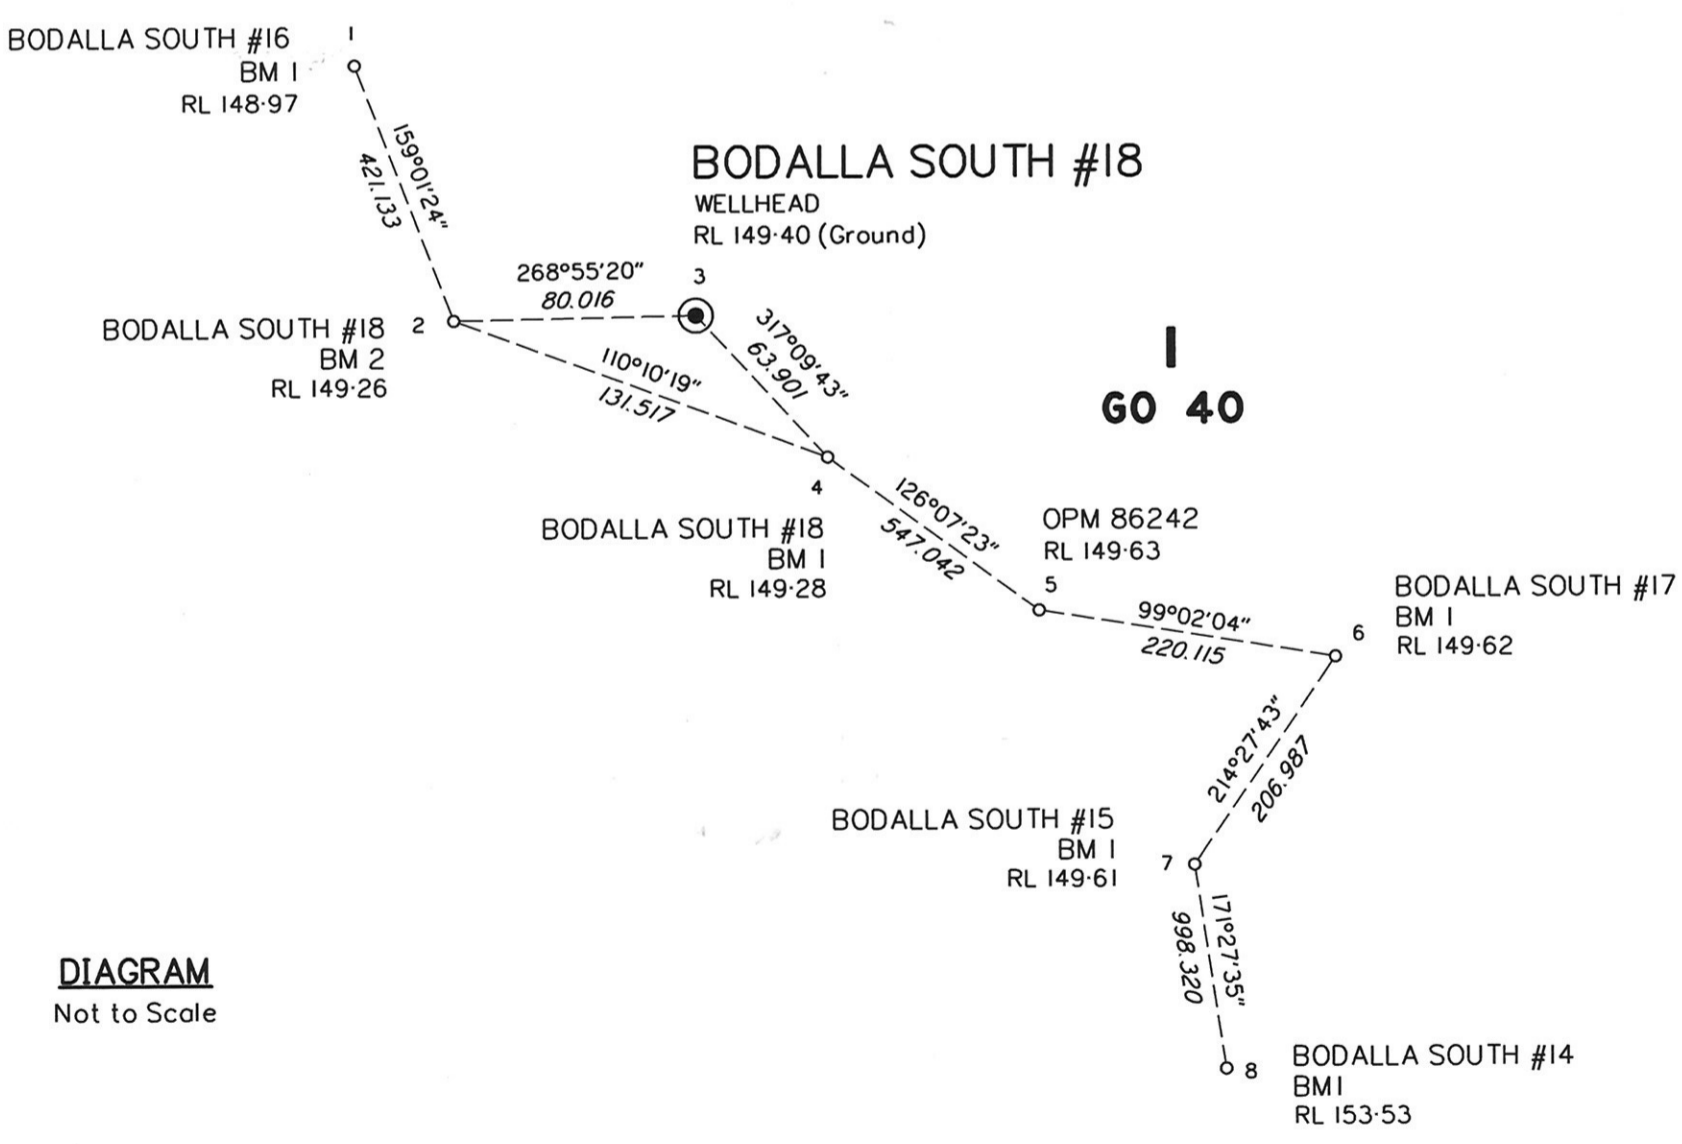 1
BODALLA SOUTH #16
BM 1
RL 148·97
159°01'24"
421.133
BODALLA SOUTH #18
WELLHEAD
RL 149·40 (Ground)
3
268°55'20"
80.016
317°09'43"
63.901
BODALLA SOUTH #18
2
BM 2
RL 149·26
110°10'19"
131.517
1
GO 40
4
BODALLA SOUTH #18
BM 1
RL 149·28
126°07'23"
547.042
OPM 86242
RL 149·63
5
99°02'04"
220.115
6
BODALLA SOUTH #17
BM 1
RL 149·62
214°27'43"
206.987
BODALLA SOUTH #15
BM 1
RL 149·61
7
171°27'35"
998.320
DIAGRAM
Not to Scale
8
BODALLA SOUTH #14
BM1
RL 153·53